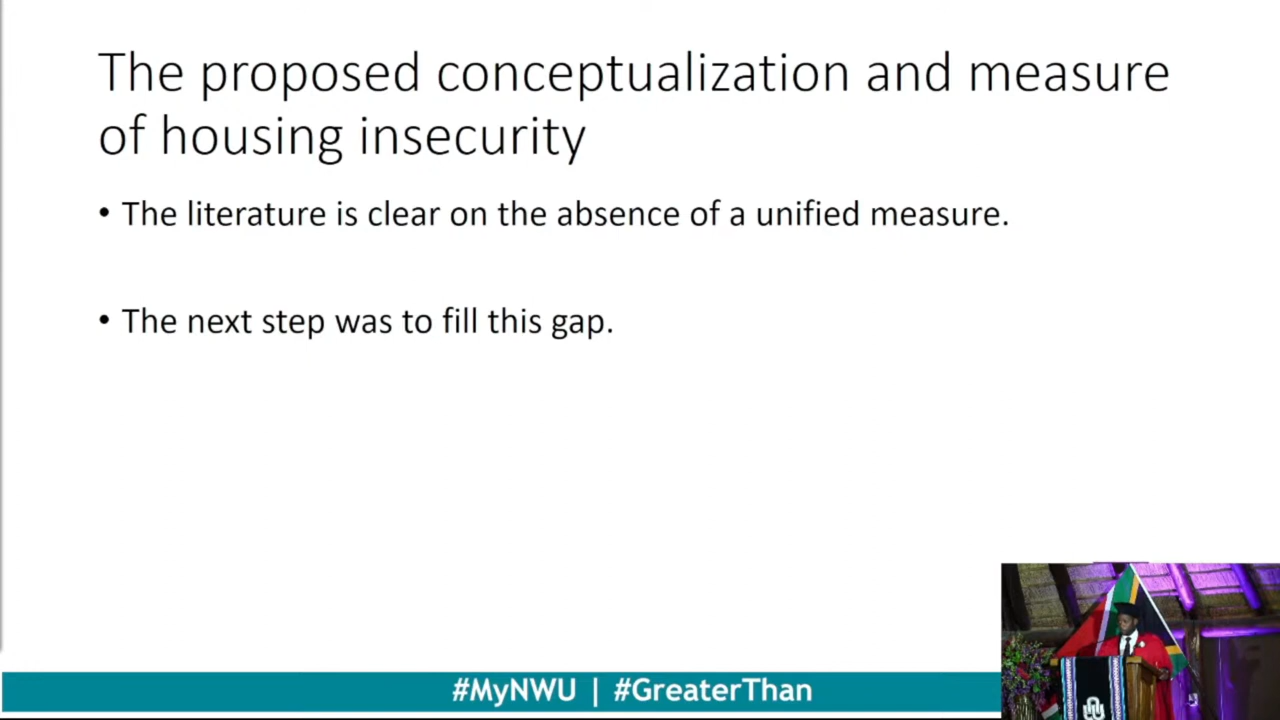 The proposed conceptualization and measure
of housing insecurity
• The literature is clear on the absence of a unified measure.
• The next step was to fill this gap.
#MyNWU | #GreaterThan